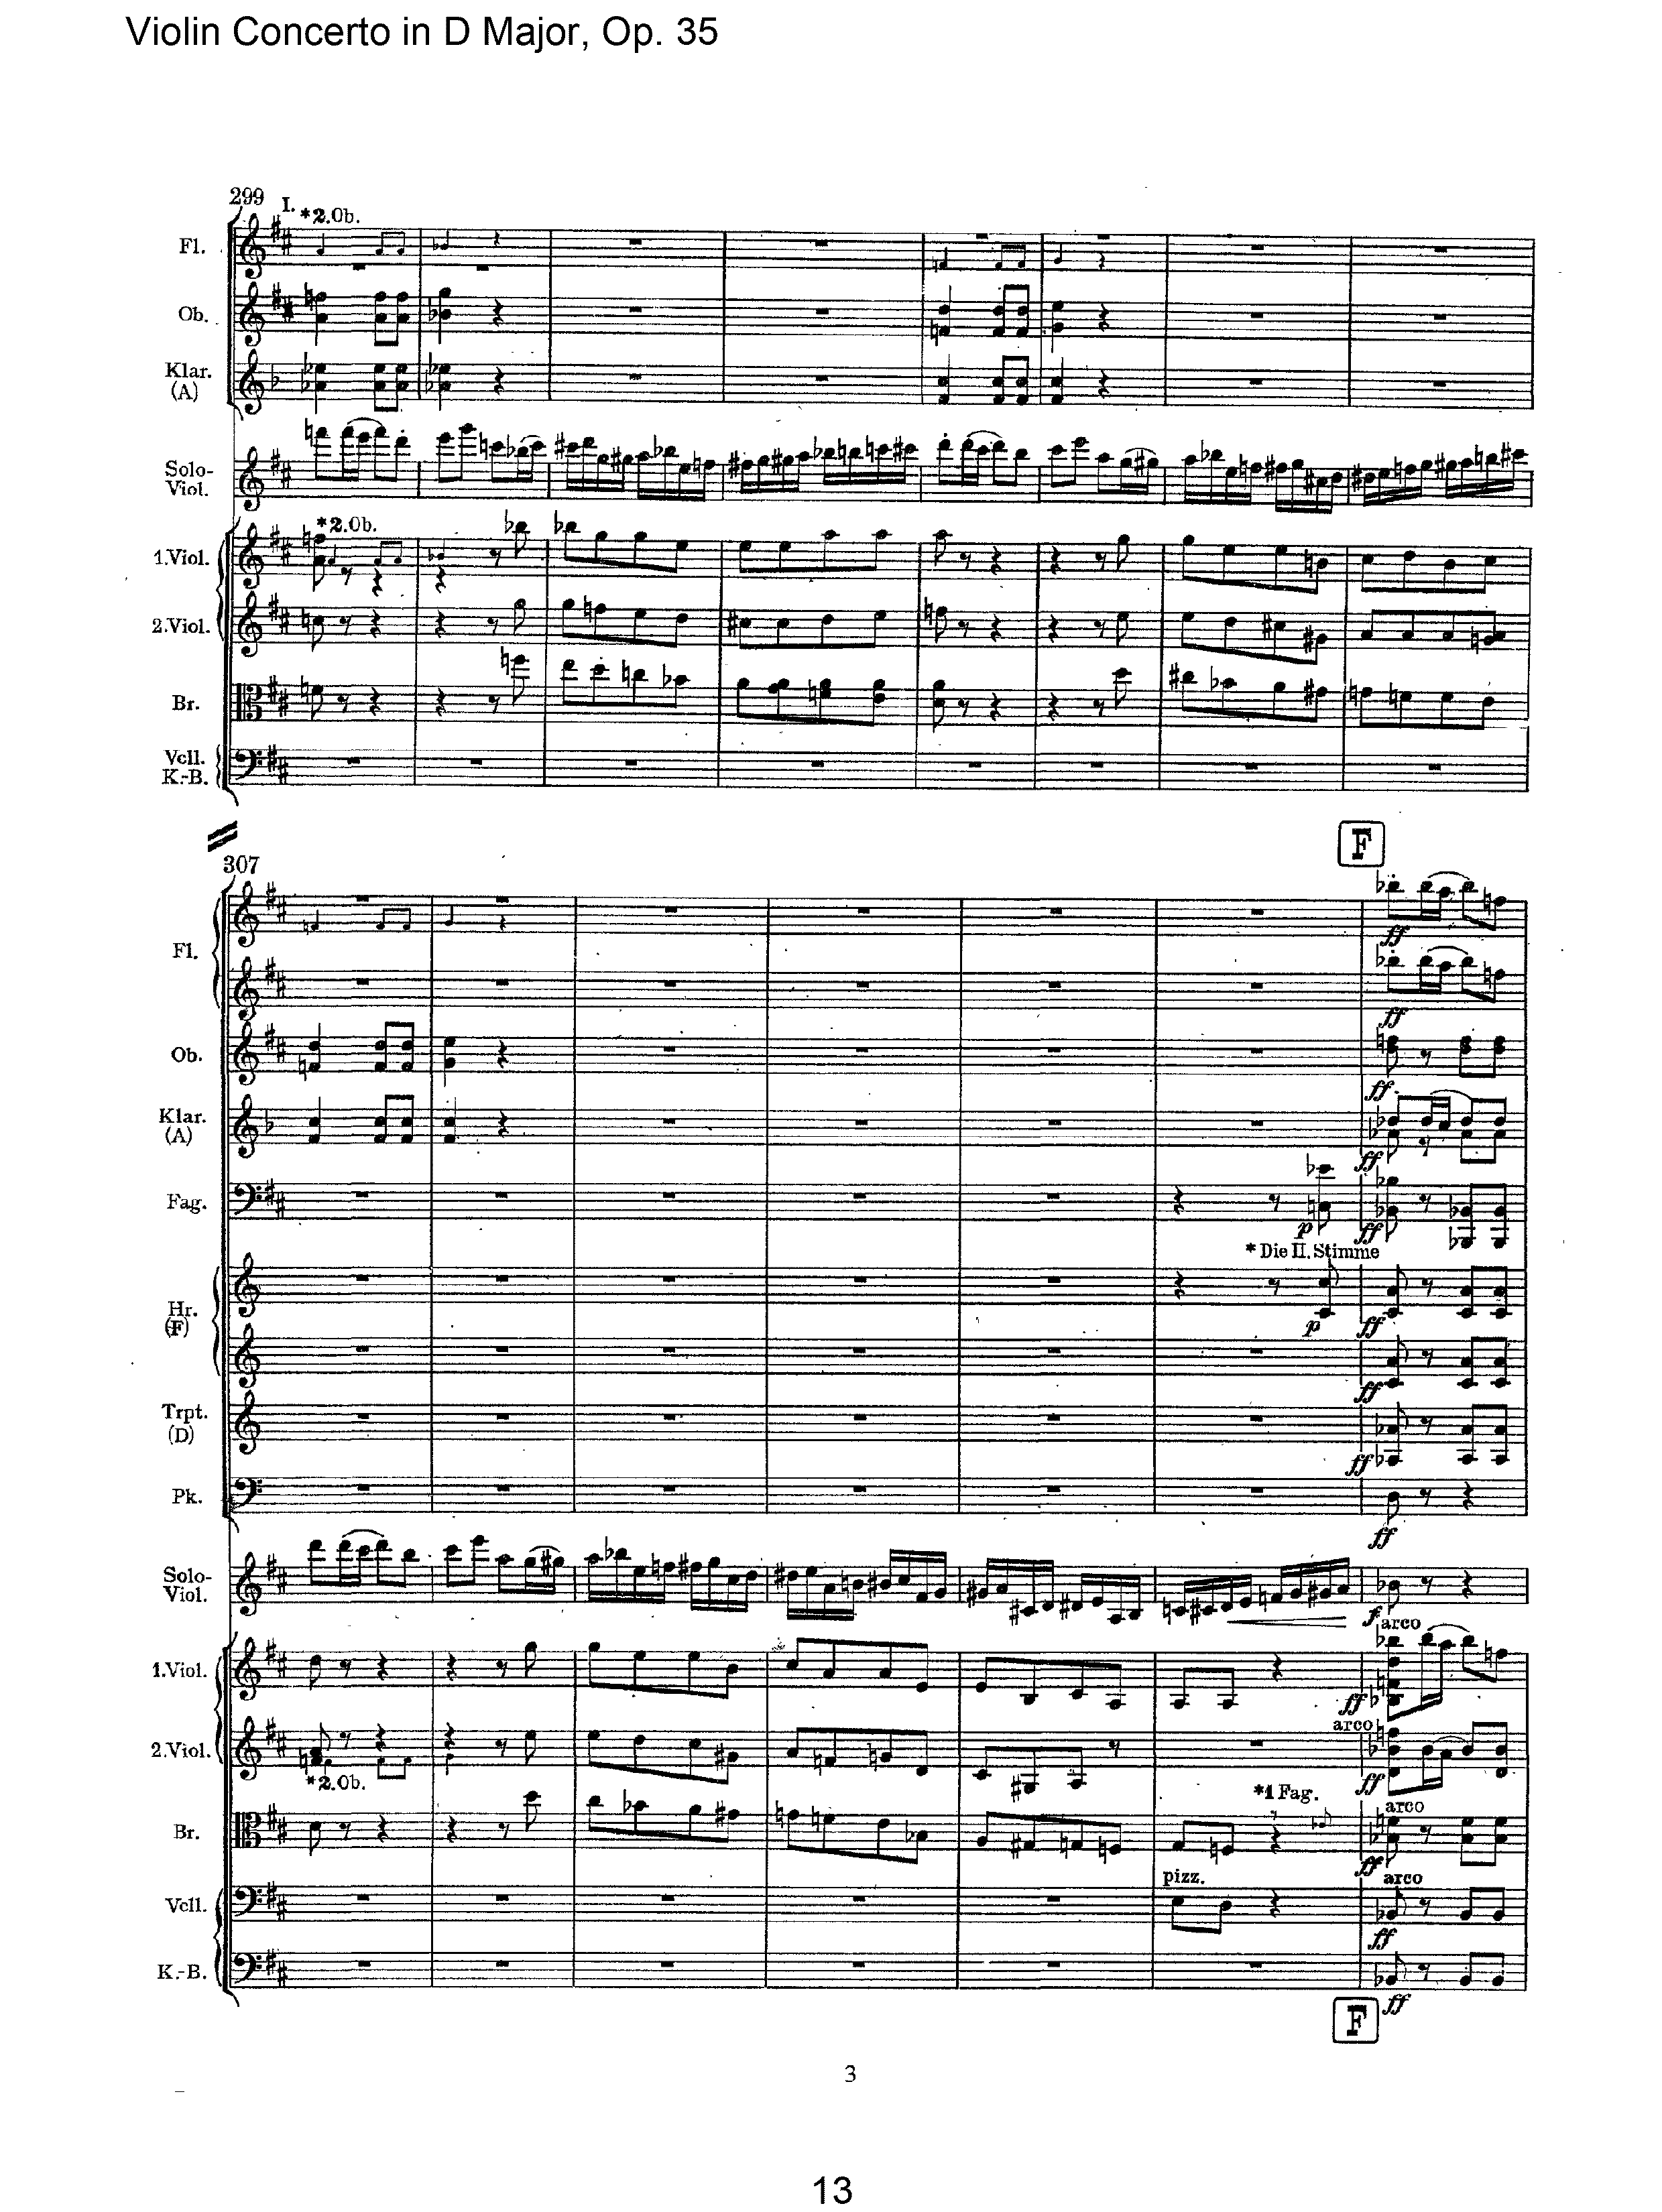 Violin Concerto in D Major, Op. 35
299
I. *2.Ob.
Fl.
Ob.
Klar.
(A)
Solo-
Viol.
*2.Ob.
1.Viol.
2.Viol.
Br.
Vcll.
K.-B.
F
307
Fl.
ff
ff
Ob.
ff
Klar.
(A)
ff
Fag.
p ff
* Die II. Stimme
Hr.
(F)
p ff
ff
Trpt.
(D)
ff
Pk.
ff
Solo-
Viol.
f
arco
1.Viol.
ff
arco
2.Viol.
*2.Ob.
ff
*1 Fag.
arco
Br.
ff
pizz. arco
Vcll.
ff
K.-B.
ff
F
3
13